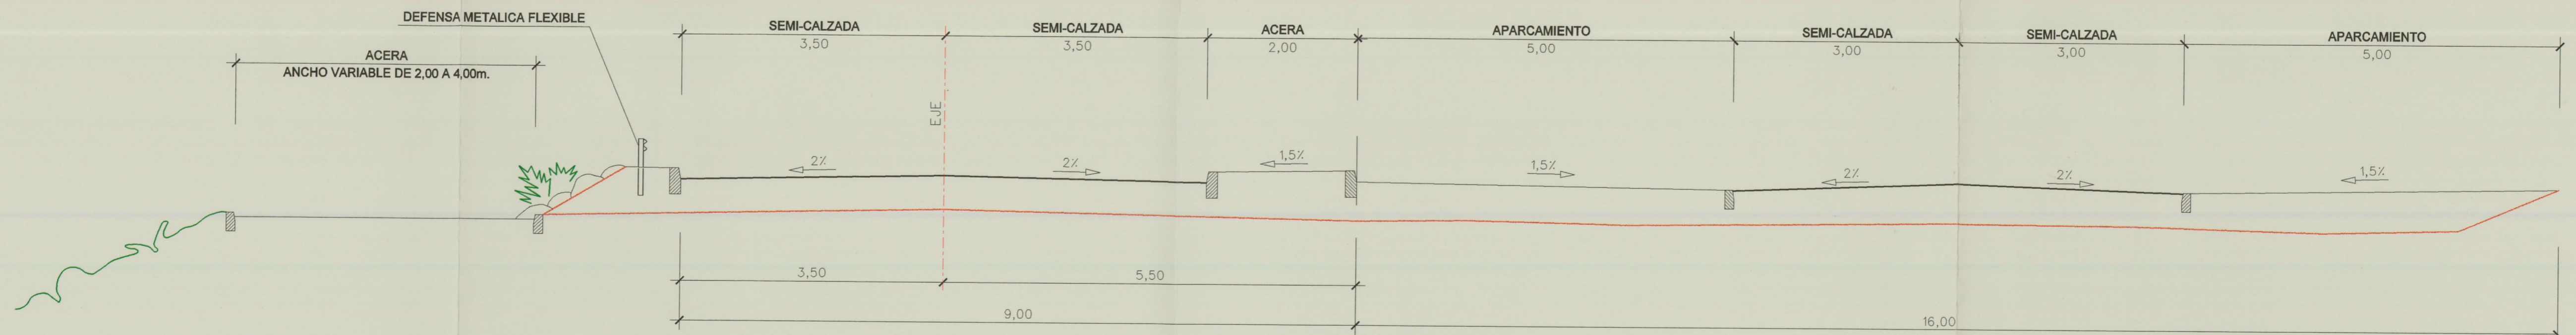 DEFENSA METALICA FLEXIBLE
ACERA
ANCHO VARIABLE DE 2,00 A 4,00m.
SEMI-CALZADA
3,50
SEMI-CALZADA
3,50
ACERA
2,00
APARCAMIENTO
5,00
SEMI-CALZADA
3,00
SEMI-CALZADA
3,00
APARCAMIENTO
5,00
EJE
2%
2%
1,5%
1,5%
2%
2%
1,5%
3,50
5,50
9,00
16,00